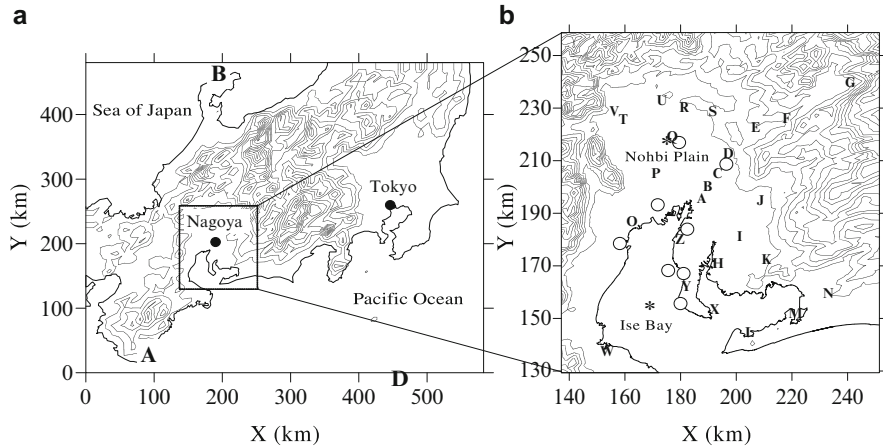 a
b
B
Sea of Japan
Tokyo
Nagoya
Pacific Ocean
A
D
400
300
200
100
0
Y (km)
0 100 200 300 400 500
X (km)
250
230
210
190
170
150
130
Y (km)
G
U
V
R
S
T
F
E
Q
*
Nohbi Plain
D
P
C
B
A
J
O
Z
I
H
K
Y
N
*
X
Ise Bay
M
L
W
140 160 180 200 220 240
X (km)